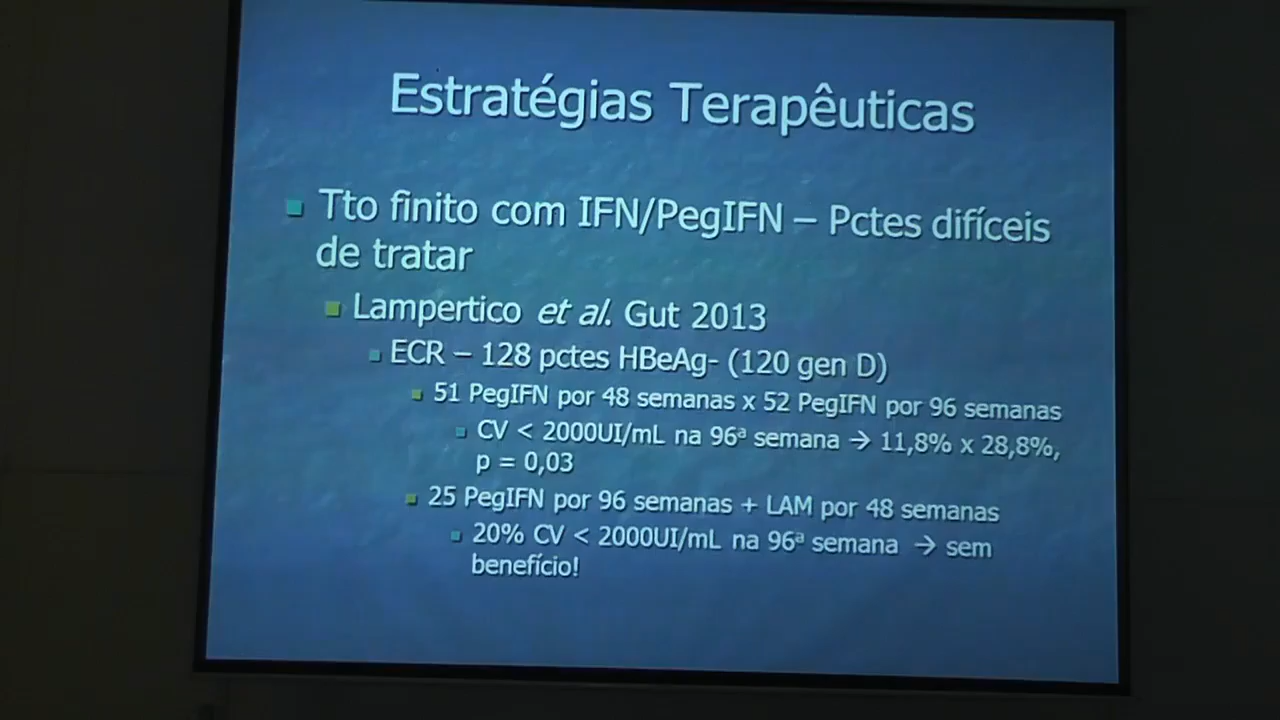 Estratégias Terapêuticas
Tto finito com IFN/PegIFN – Pctes difíceis
de tratar
Lampertico et al. Gut 2013
ECR – 128 pctes HBeAg- (120 gen D)
51 PegIFN por 48 semanas x 52 PegIFN por 96 semanas
CV < 2000UI/mL na 96ª semana → 11,8% x 28,8%,
p = 0,03
25 PegIFN por 96 semanas + LAM por 48 semanas
20% CV < 2000UI/mL na 96ª semana → sem
benefício!